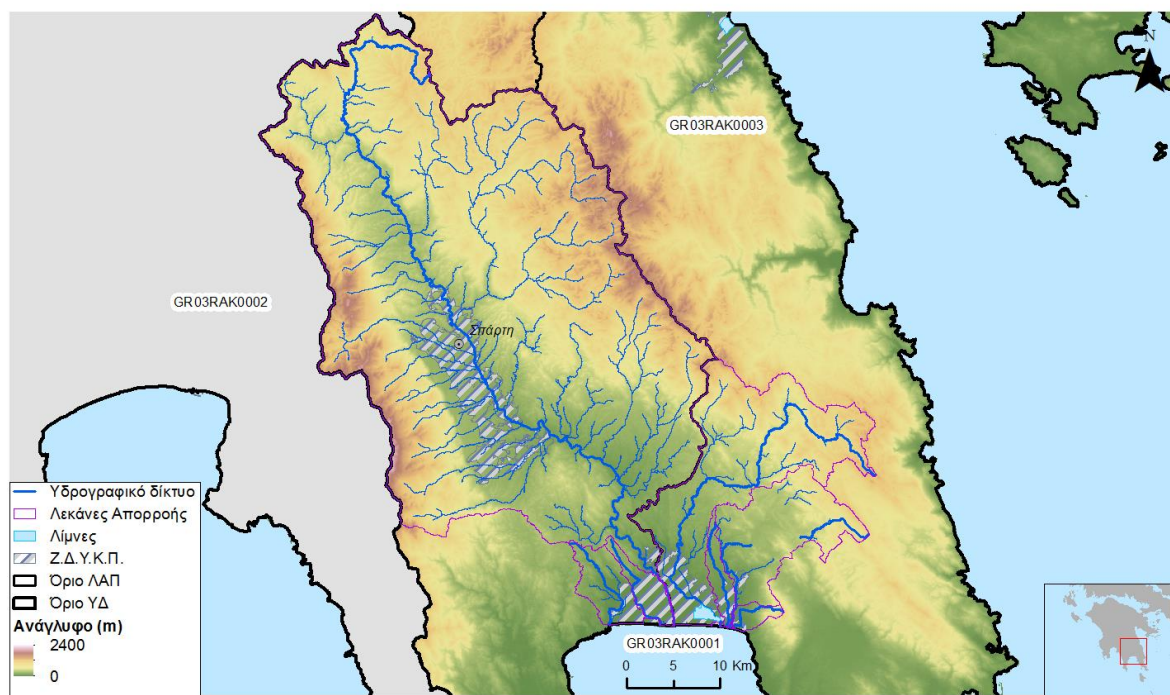 N
GR03RAK0003
GR03RAK0002
Σπάρτη
Υδρογραφικό δίκτυο
Λεκάνες Απορροής
Λίμνες
Ζ.Δ.Υ.Κ.Π.
Όριο ΛΑΠ
Όριο ΥΔ
Ανάγλυφο (m)
2400
0
GR03RAK0001
0 5 10 Km